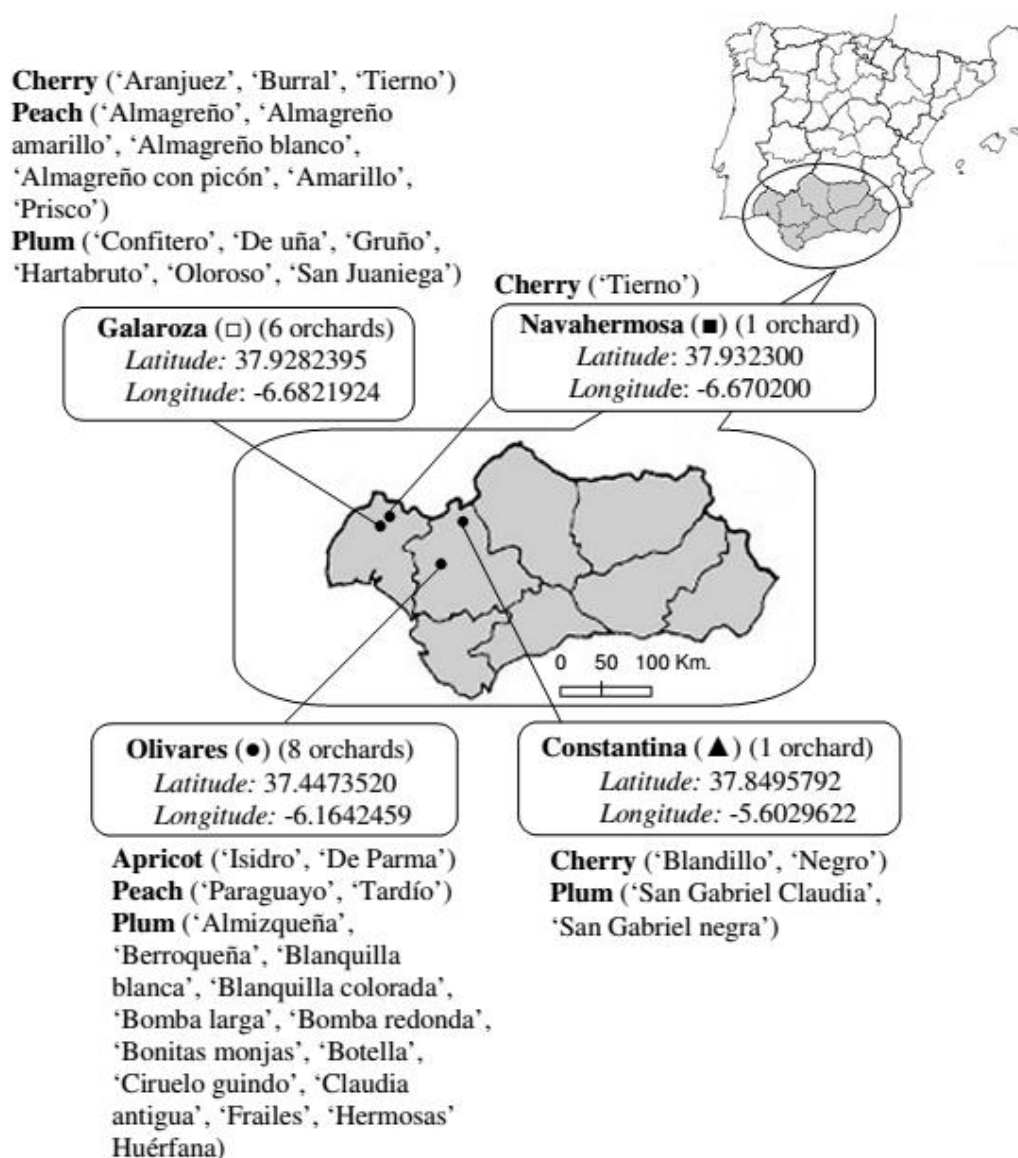 Cherry (‘Aranjuez’, ‘Burral’, ‘Tierno’)
Peach (‘Almagreño’, ‘Almagreño
amarillo’, ‘Almagreño blanco’,
‘Almagreño con picón’, ‘Amarillo’,
‘Prisco’)
Plum (‘Confitero’, ‘De uña’, ‘Gruño’,
‘Hartabruto’, ‘Oloroso’, ‘San Juaniega’)
Galaroza (□) (6 orchards)
Latitude: 37.9282395
Longitude: -6.6821924
Cherry (‘Tierno’)
Navahermosa (■) (1 orchard)
Latitude: 37.932300
Longitude: -6.670200
0 50 100 Km.
Olivares (●) (8 orchards)
Latitude: 37.4473520
Longitude: -6.1642459
Apricot (‘Isidro’, ‘De Parma’)
Peach (‘Paraguayo’, ‘Tardío’)
Plum (‘Almizqueña’,
‘Berroqueña’, ‘Blanquilla
blanca’, ‘Blanquilla colorada’,
‘Bomba larga’, ‘Bomba redonda’,
‘Bonitas monjas’, ‘Botella’,
‘Ciruelo guindo’, ‘Claudia
antigua’, ‘Frailes’, ‘Hermosas’
Huérfana)
Constantina (▲) (1 orchard)
Latitude: 37.8495792
Longitude: -5.6029622
Cherry (‘Blandillo’, ‘Negro’)
Plum (‘San Gabriel Claudia’,
‘San Gabriel negra’)